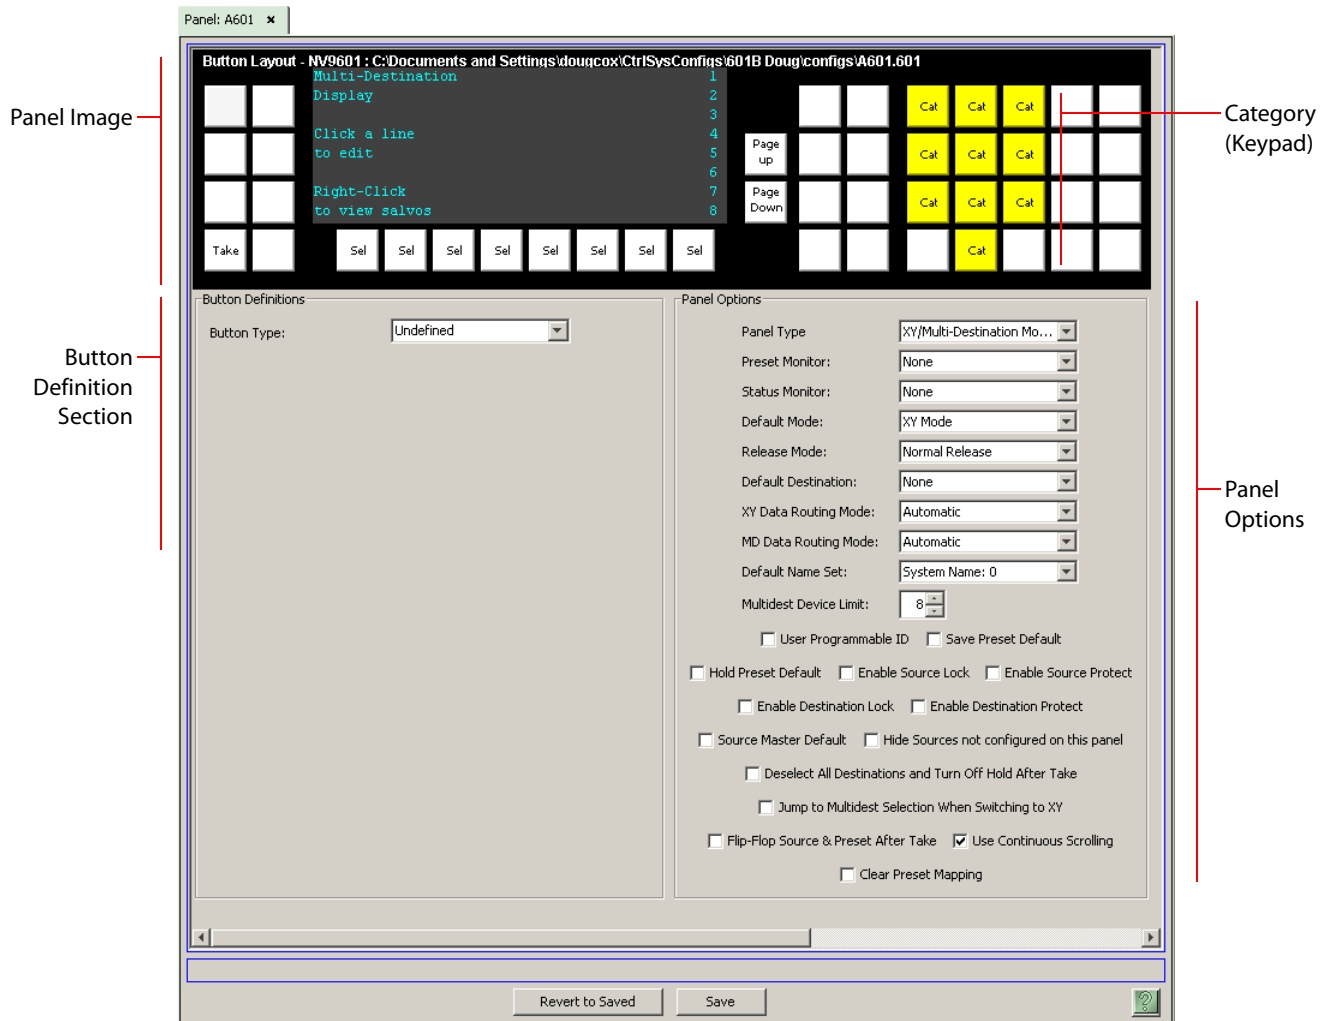 Panel: A601 ×
Button Layout - NV9601 : C:\Documents and Settings\dougcox\CtrlSysConfigs\601B Doug\configs\A601.601
Multi-Destination 1
Display 2
3
Click a line 4
to edit 5
6
Right-Click 7
to view salvos 8
Page up
Page Down
Cat Cat Cat
Cat Cat Cat
Cat Cat Cat
Take Sel Sel Sel Sel Sel Sel Sel Sel Cat
Panel Image
Category
(Keypad)
Button
Definition
Section
Button Definitions
Button Type: Undefined
Panel Options
Panel Type XY/Multi-Destination Mo...
Preset Monitor: None
Status Monitor: None
Default Mode: XY Mode
Release Mode: Normal Release
Default Destination: None
XY Data Routing Mode: Automatic
MD Data Routing Mode: Automatic
Default Name Set: System Name: 0
Multidest Device Limit: 8
User Programmable ID Save Preset Default
Hold Preset Default Enable Source Lock Enable Source Protect
Enable Destination Lock Enable Destination Protect
Source Master Default Hide Sources not configured on this panel
Deselect All Destinations and Turn Off Hold After Take
Jump to Multidest Selection When Switching to XY
Flip-Flop Source & Preset After Take Use Continuous Scrolling
Clear Preset Mapping
Panel
Options
Revert to Saved Save ?